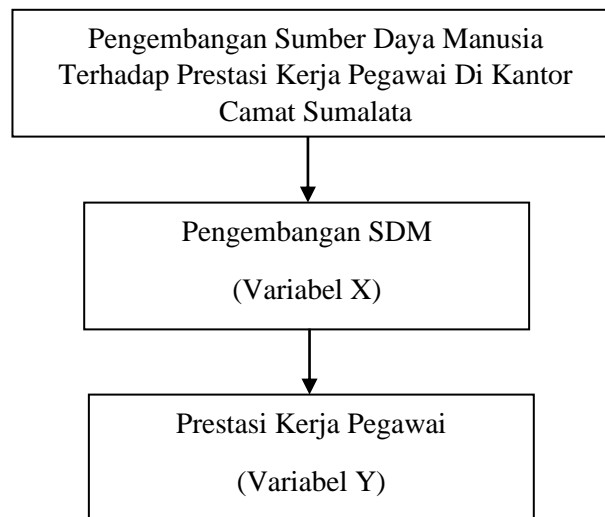 Pengembangan Sumber Daya Manusia
Terhadap Prestasi Kerja Pegawai Di Kantor
Camat Sumalata
Pengembangan SDM
(Variabel X)
Prestasi Kerja Pegawai
(Variabel Y)